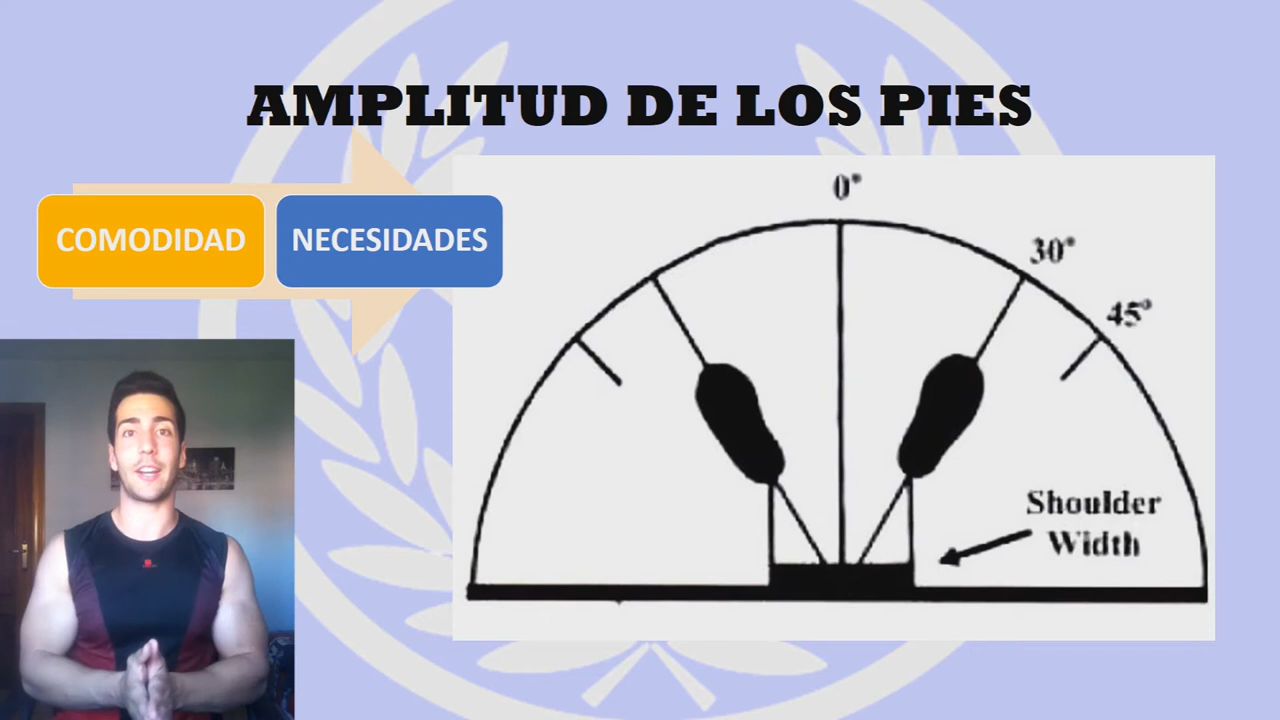 AMPLITUD DE LOS PIES
COMODIDAD
NECESIDADES
0°
30°
45°
Shoulder
Width